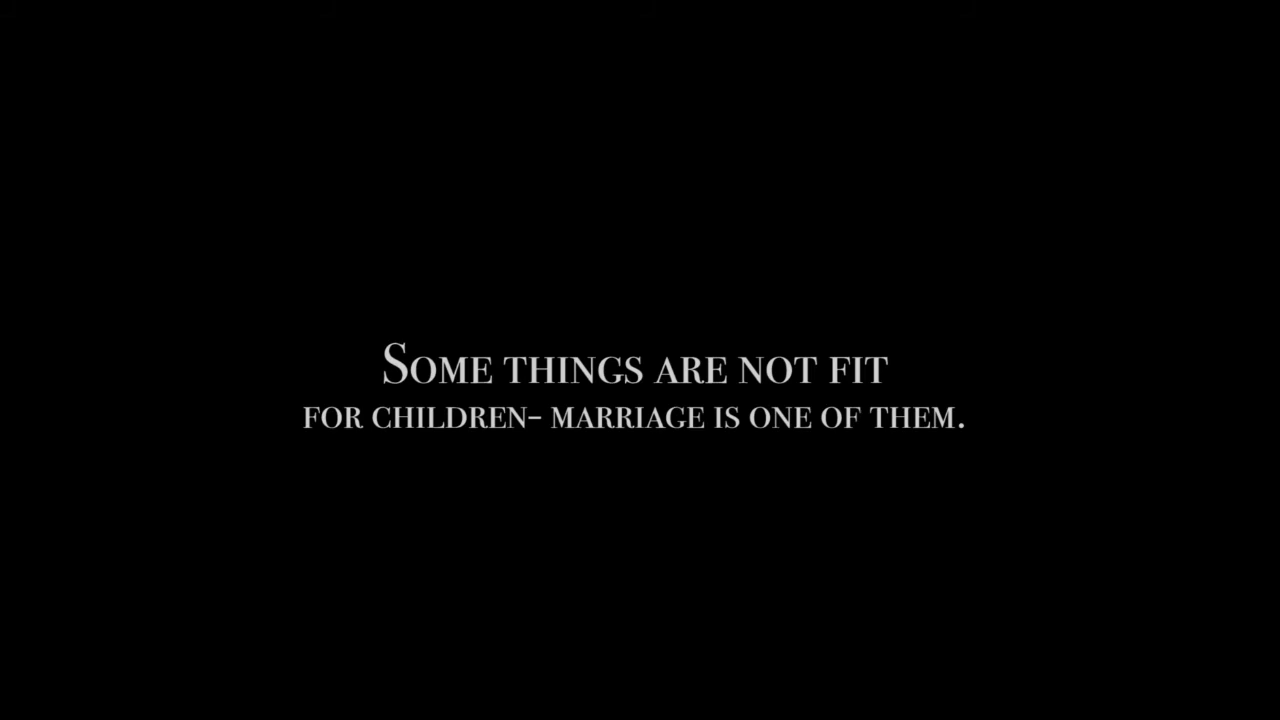 Some things are not fit
for children- marriage is one of them.